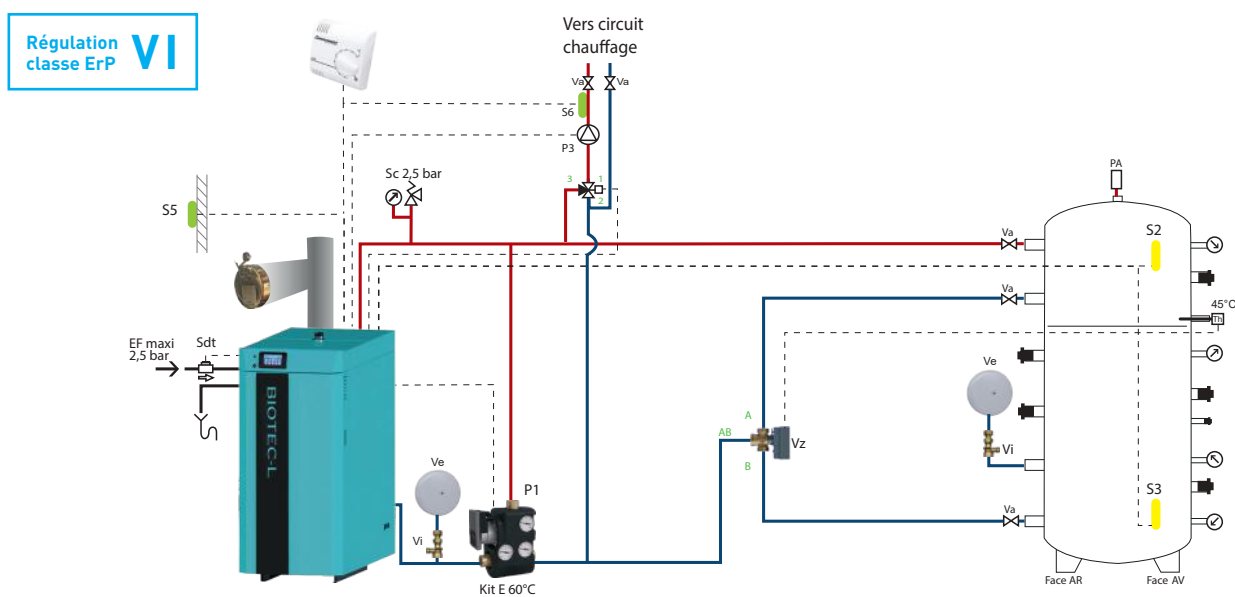 Régulation
classe ErP
VI
Vers circuit
chauffage
Va
Va
S6
P3
3
1
2
Sc 2,5 bar
S5
PA
S2
Va
Va
45°C
Th
EF maxi
2,5 bar
Sdt
BIOTEC-L
Ve
Vi
P1
Kit E 60°C
A
AB
B
Vz
Ve
Vi
S3
Va
Face AR
Face AV